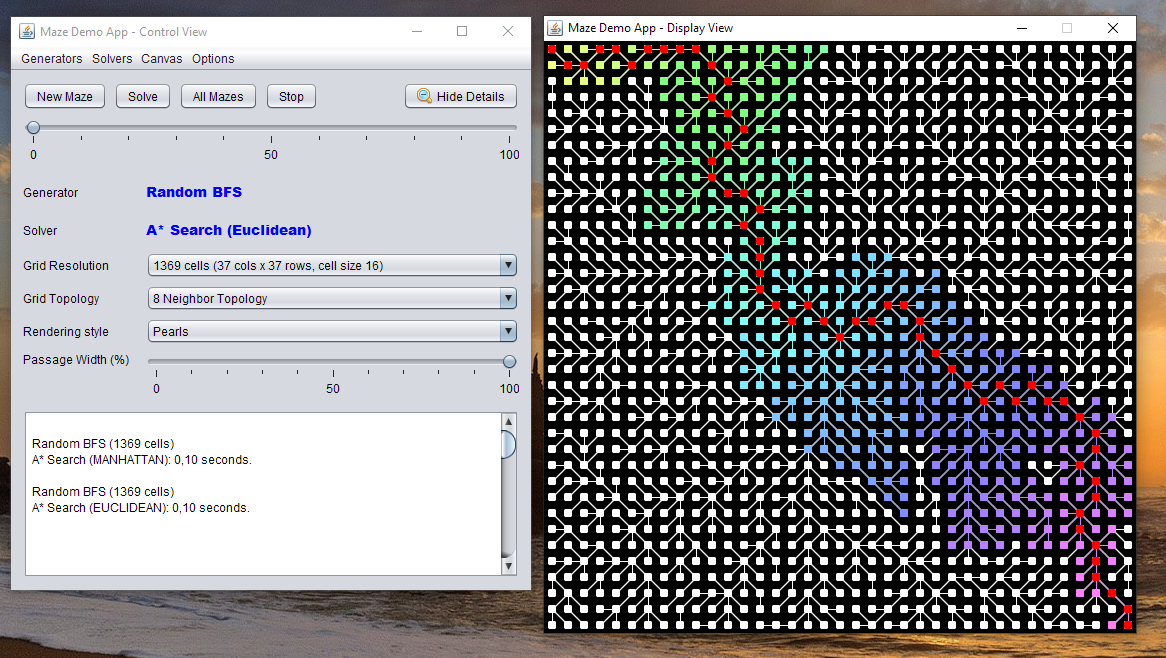 Maze Demo App - Control View
Generators Solvers Canvas Options
New Maze Solve All Mazes Stop Hide Details
0 50 100
Generator Random BFS
Solver A* Search (Euclidean)
Grid Resolution 1369 cells (37 cols x 37 rows, cell size 16)
Grid Topology 8 Neighbor Topology
Rendering style Pearls
Passage Width (%)
0 50 100
Random BFS (1369 cells)
A* Search (MANHATTAN): 0,10 seconds.
Random BFS (1369 cells)
A* Search (EUCLIDEAN): 0,10 seconds.
Maze Demo App - Display View